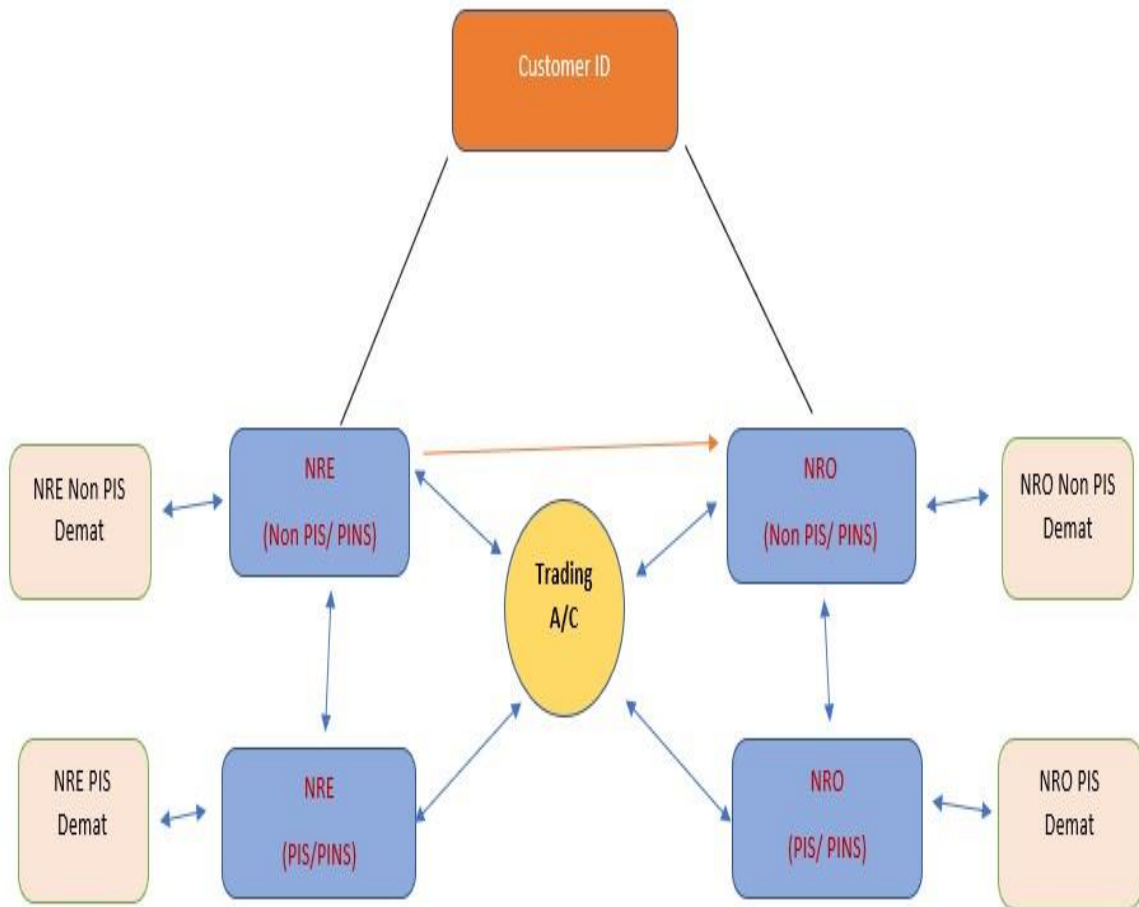 Customer ID
NRE
(Non PIS/ PINS)
NRO
(Non PIS/ PINS)
NRE Non PIS
Demat
NRO Non PIS
Demat
Trading
A/C
NRE PIS
Demat
NRE
(PIS/PINS)
NRO
(PIS/ PINS)
NRO PIS
Demat